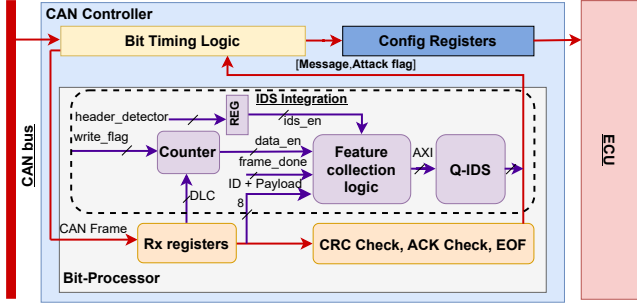 CAN Controller
Bit Timing Logic
Config Registers
[Message,Attack flag]
CAN bus
ECU
IDS Integration
header_detector
REG
ids_en
write_flag
Counter
data_en
frame_done
ID + Payload
8
DLC
Feature
collection
logic
AXI
Q-IDS
CAN Frame
Rx registers
CRC Check, ACK Check, EOF
Bit-Processor